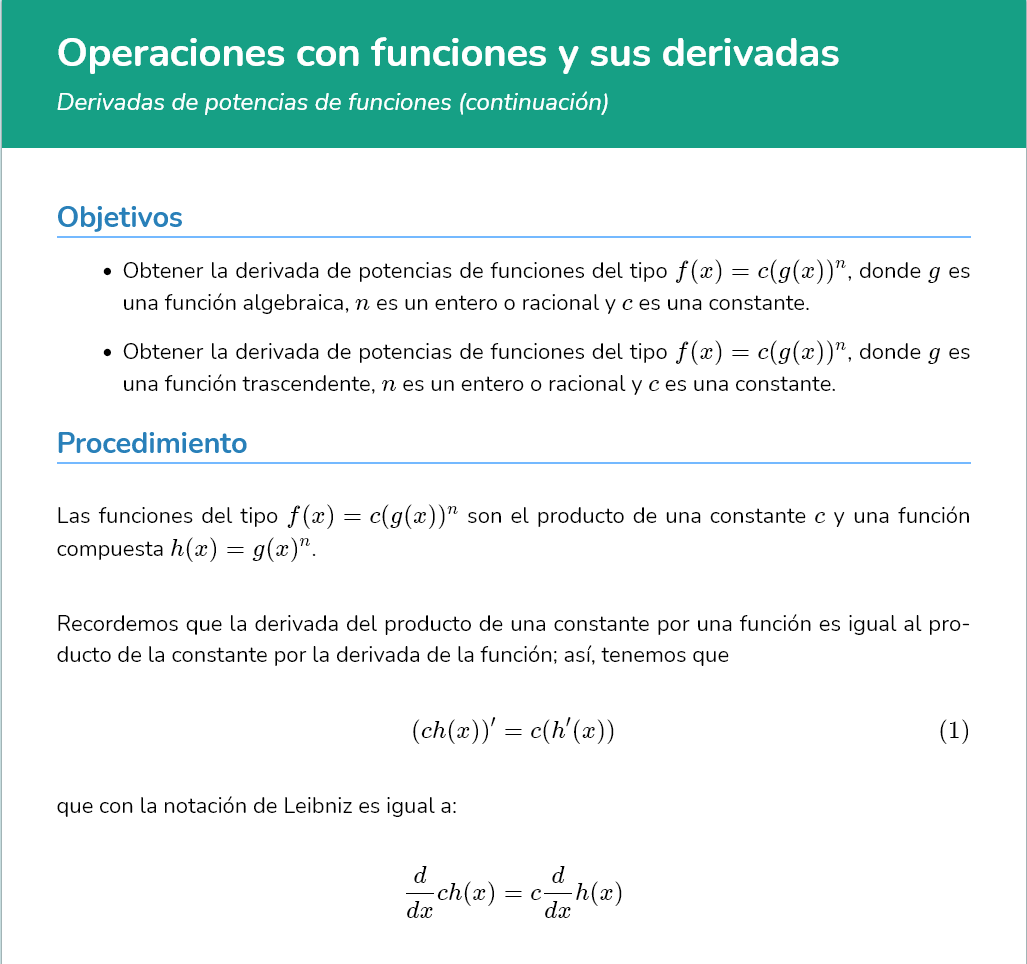 Operaciones con funciones y sus derivadas
Derivadas de potencias de funciones (continuación)
Objetivos
• Obtener la derivada de potencias de funciones del tipo f(x) = c(g(x))^n, donde g es
una función algebraica, n es un entero o racional y c es una constante.
• Obtener la derivada de potencias de funciones del tipo f(x) = c(g(x))^n, donde g es
una función trascendente, n es un entero o racional y c es una constante.
Procedimiento
Las funciones del tipo f(x) = c(g(x))^n son el producto de una constante c y una función
compuesta h(x) = g(x)^n.
Recordemos que la derivada del producto de una constante por una función es igual al pro-
ducto de la constante por la derivada de la función; así, tenemos que
(ch(x))′ = c(h′(x)) (1)
que con la notación de Leibniz es igual a:
\frac{d}{dx}ch(x) = c\frac{d}{dx}h(x)